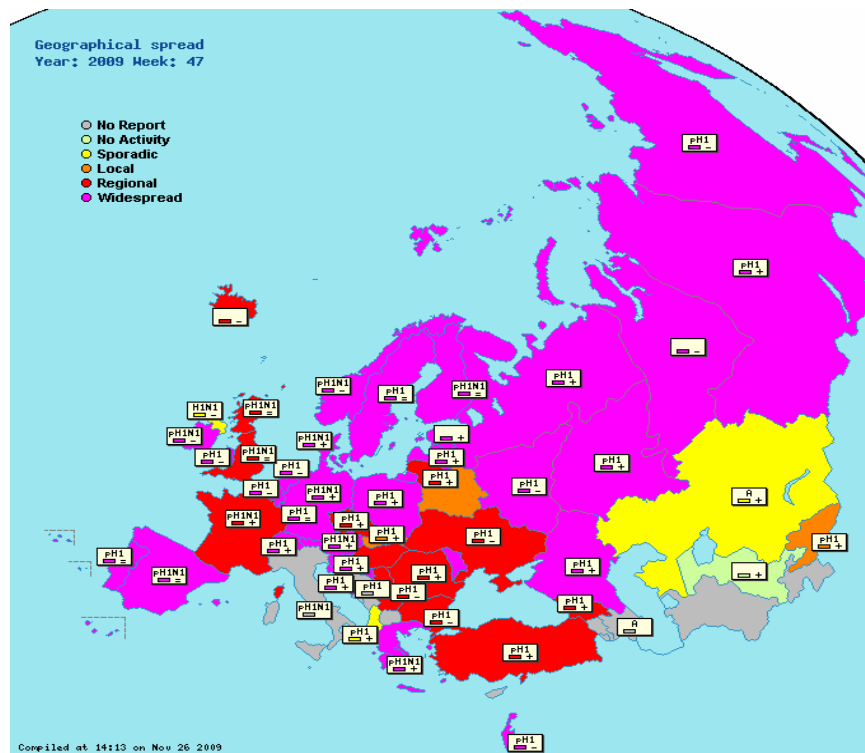 Geographical spread
Year: 2009 Week: 47
No Report
No Activity
Sporadic
Local
Regional
Widespread
pH1
–
pH1
+
–
–
pH1
+
pH1N1
–
pH1
=
pH1N1
=
H1N1
–
pH1N1
=
pH1N1
–
pH1N1
+
+
pH1
–
pH1N1
=
pH1
–
pH1
+
pH1
+
pH1
+
pH1
–
pH1
–
pH1N1
+
pH1
+
A
+
pH1N1
+
pH1
=
pH1
+
pH1
+
pH1
–
pH1
+
pH1
+
pH1N1
+
pH1
=
pH1N1
=
pH1
+
pH1
+
pH1
+
pH1
+
+
pH1
–
pH1N1
pH1
+
pH1
–
pH1
+
A
pH1N1
+
pH1
+
pH1
–
Compiled at 14:13 on Nov 26 2009